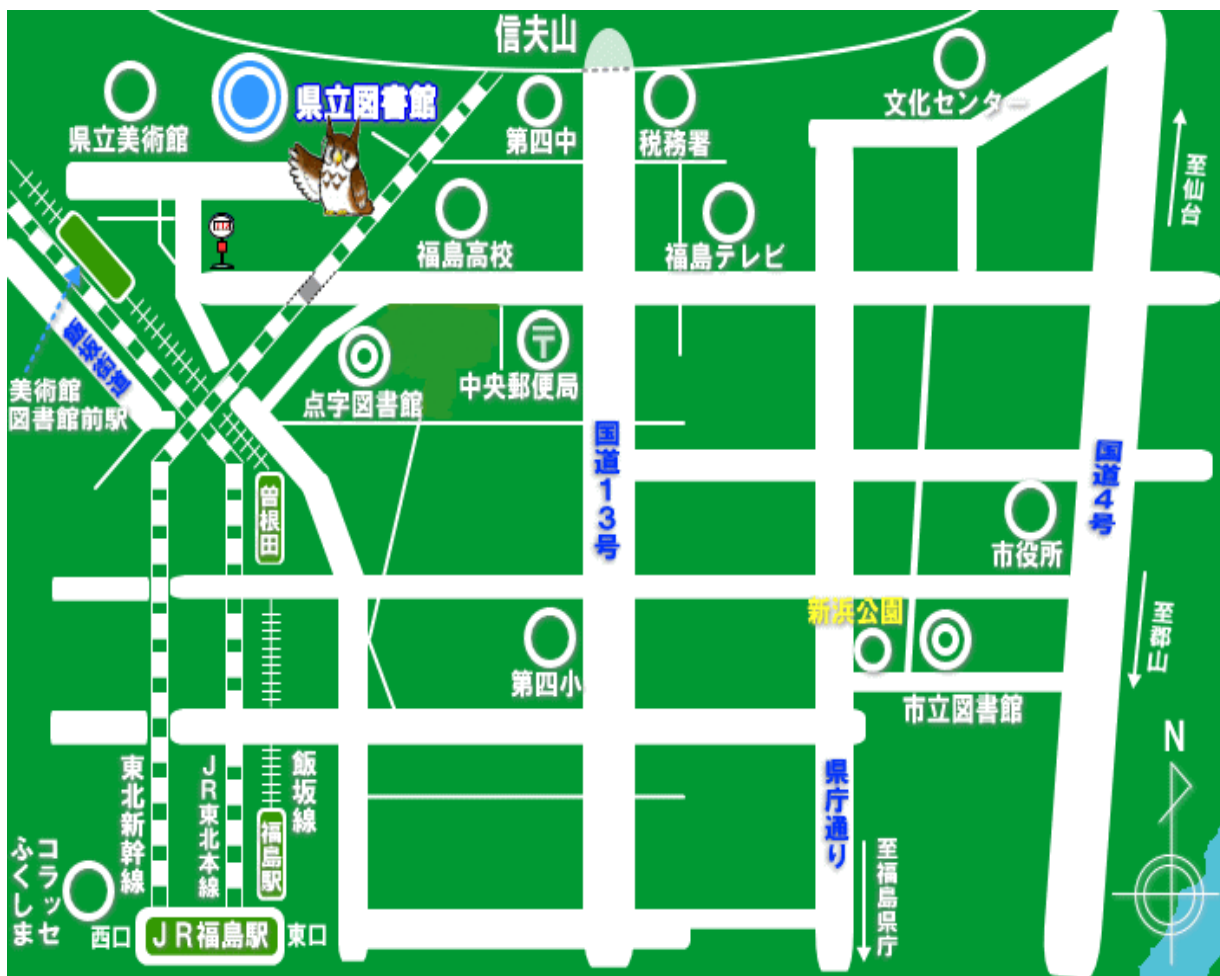 信夫山
県立美術館
県立図書館
第四中
税務署
文化センター
至仙台
福島高校
福島テレビ
飯坂街道
美術館
図書館前駅
点字図書館
〒
中央郵便局
国道13号
国道4号
曽根田
市役所
新浜公園
至郡山
第四小
市立図書館
N
東北新幹線
JR東北本線
飯坂線
福島駅
県庁通り
至福島県庁
コラッセ
ふくしま
西口
JR福島駅
東口